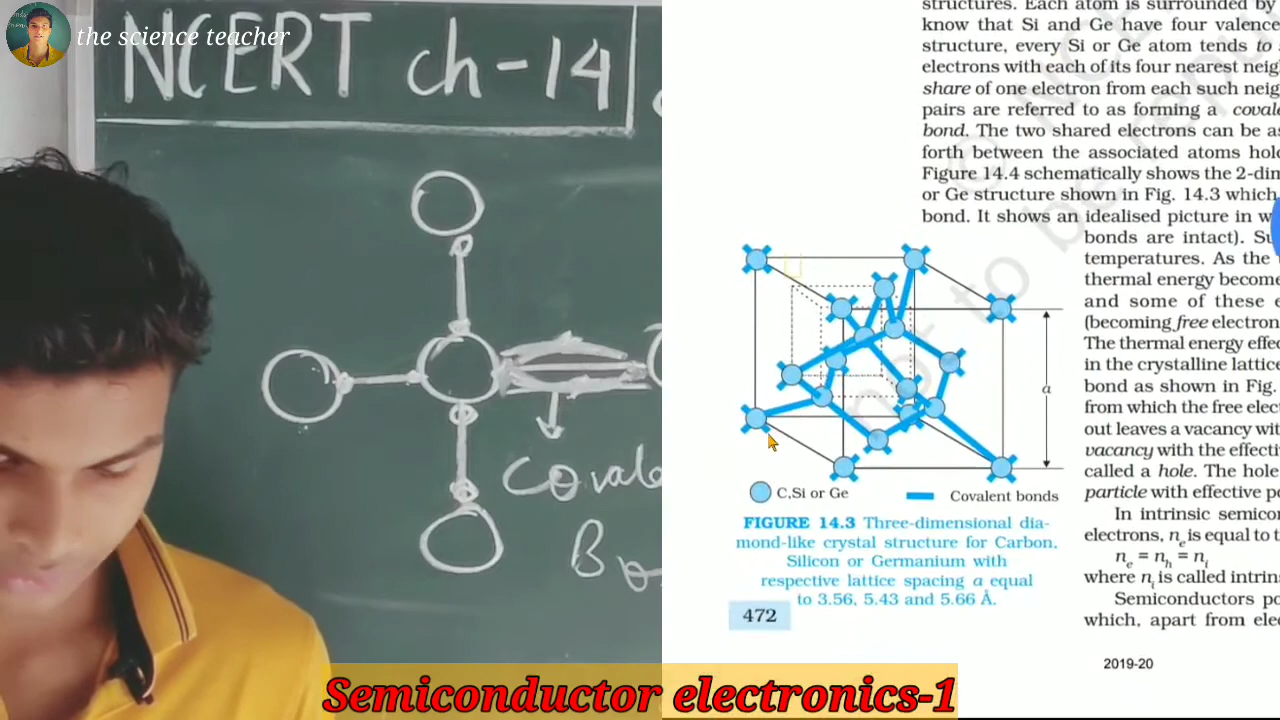 the science teacher
NCERT ch-14
Covale
Bo
structures. Each atom is surrounded by
know that Si and Ge have four valence
structure, every Si or Ge atom tends to
electrons with each of its four nearest neig
share of one electron from each such neig
pairs are referred to as forming a covale
bond. The two shared electrons can be as
forth between the associated atoms hol
Figure 14.4 schematically shows the 2-dim
or Ge structure shown in Fig. 14.3 which
bond. It shows an idealised picture in w
bonds are intact). Su
temperatures. As the
thermal energy become
and some of these e
(becoming free electron
The thermal energy effec
in the crystalline lattice
bond as shown in Fig.
from which the free elect
out leaves a vacancy wit
vacancy with the effecti
called a hole. The hole
particle with effective po
In intrinsic semicon
electrons, ne is equal to t
ne = nh = ni
where ni is called intrin
Semiconductors po
which, apart from elec
a
C,Si or Ge
Covalent bonds
FIGURE 14.3 Three-dimensional dia-
mond-like crystal structure for Carbon,
Silicon or Germanium with
respective lattice spacing a equal
to 3.56, 5.43 and 5.66 Å.
472
2019-20
Semiconductor electronics-1